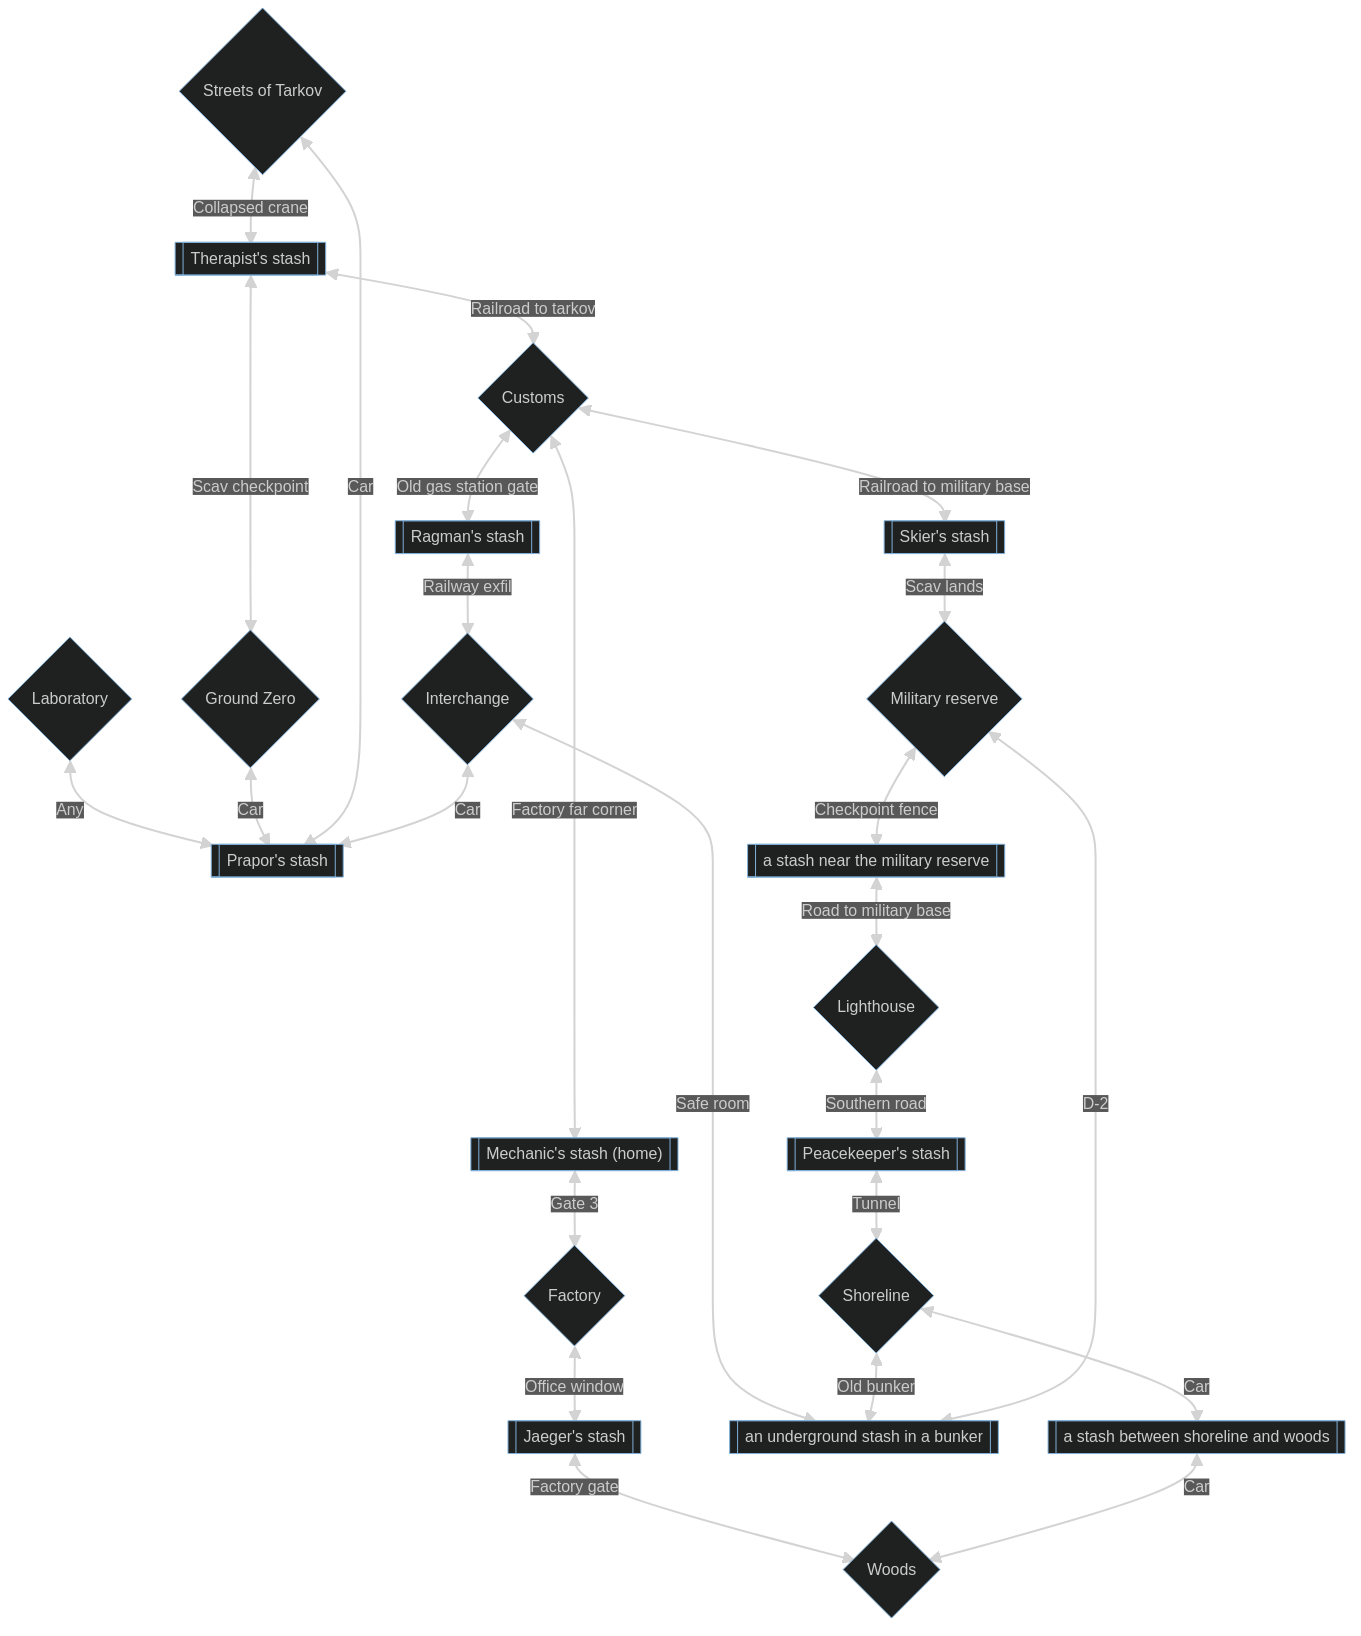 Streets of Tarkov
Collapsed crane
Therapist's stash
Railroad to tarkov
Customs
Scav checkpoint
Car
Old gas station gate
Railroad to military base
Ragman's stash
Skier's stash
Railway exfil
Scav lands
Laboratory
Ground Zero
Interchange
Military reserve
Any
Car
Car
Factory far corner
Checkpoint fence
Prapor's stash
a stash near the military reserve
Road to military base
Lighthouse
Safe room
Southern road
D-2
Mechanic's stash (home)
Peacekeeper's stash
Gate 3
Tunnel
Factory
Shoreline
Office window
Old bunker
Car
Jaeger's stash
an underground stash in a bunker
a stash between shoreline and woods
Factory gate
Car
Woods